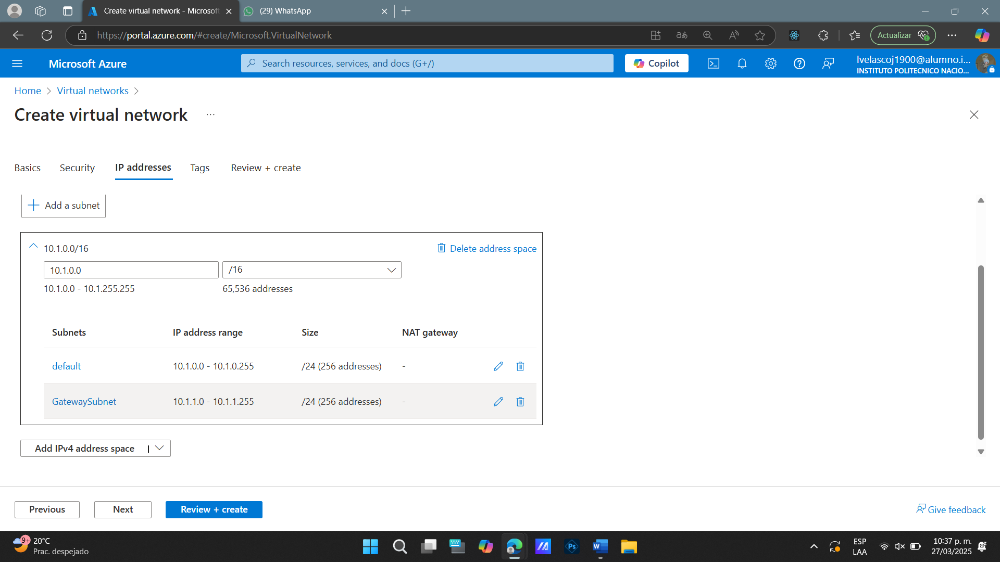 Create virtual network - Microsoft
(29) WhatsApp
https://portal.azure.com/#create/Microsoft.VirtualNetwork
Actualizar
Microsoft Azure
Search resources, services, and docs (G+/)
Copilot
lvelascoj1900@alumno.i...
INSTITUTO POLITECNICO NACIO...
Home > Virtual networks >
Create virtual network ...
Basics Security IP addresses Tags Review + create
+ Add a subnet
10.1.0.0/16 Delete address space
10.1.0.0 /16
10.1.0.0 - 10.1.255.255 65,536 addresses
Subnets IP address range Size NAT gateway
default 10.1.0.0 - 10.1.0.255 /24 (256 addresses) -
GatewaySubnet 10.1.1.0 - 10.1.1.255 /24 (256 addresses) -
Add IPv4 address space |
Previous Next Review + create Give feedback
9+ 20°C
Prac. despejado
ESP
LAA
10:37 p. m.
27/03/2025